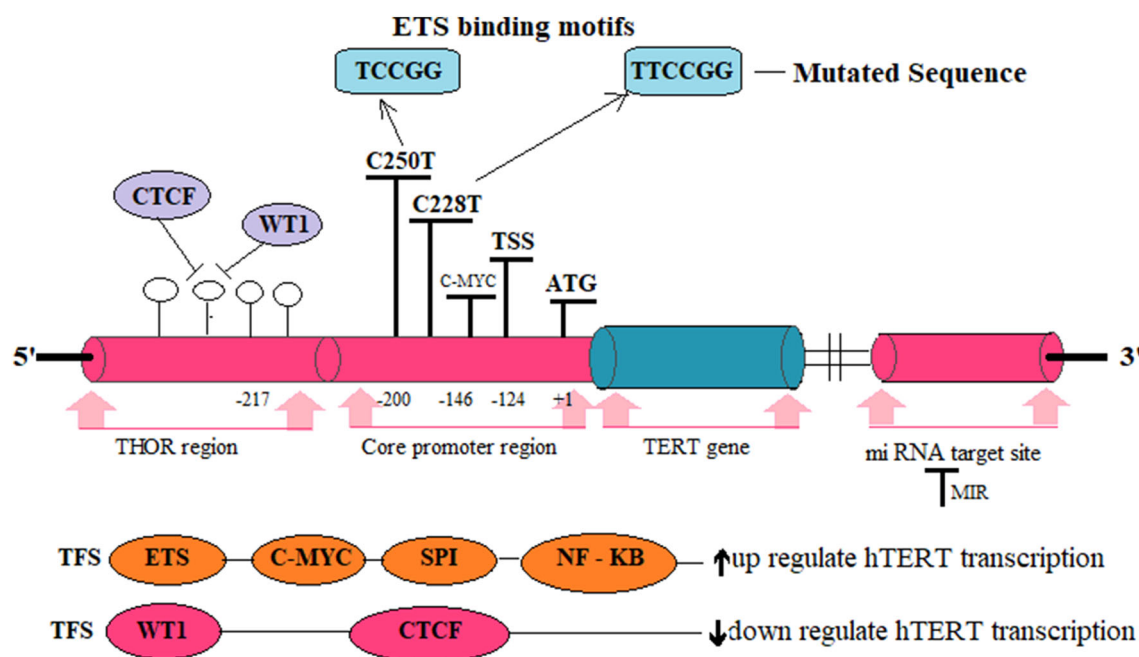 ETS binding motifs
TCCGG
TTCCGG
Mutated Sequence
C250T
CTCF
C228T
WT1
TSS
C-MYC
ATG
5'
3'
-217
-200
-146
-124
+1
THOR region
Core promoter region
TERT gene
mi RNA target site
MIR
TFS ETS C-MYC SPI NF - KB up regulate hTERT transcription
TFS WT1 CTCF down regulate hTERT transcription